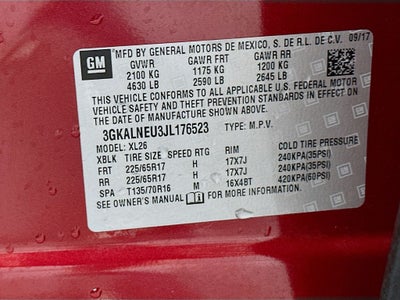 GM MFD BY GENERAL MOTORS DE MEXICO, S. DE R.L. DE C.V. 09/17
GVWR GAWR FRT GAWR RR
2100 KG 1175 KG 1200 KG
4630 LB 2590 LB 2645 LB
THIS VEHICLE CONFORMS TO ALL APPLICABLE U.S. FEDERAL MOTOR
VEHICLE SAFETY AND THEFT PREVENTION STANDARDS IN EFFECT ON
THE DATE OF MANUFACTURE SHOWN ABOVE.
3GKALNEU3JL176523 TYPE: M.P.V.
MODEL: XL26
XBLK TIRE SIZE SPEED RTG RIM COLD TIRE PRESSURE
FRT 225/65R17 H 17X7J 240KPA(35PSI)
RR 225/65R17 H 17X7J 240KPA(35PSI)
SPA T135/70R16 M 16X4BT 420KPA(60PSI)
SEE OWNER'S MANUAL FOR MORE INFORMATION.